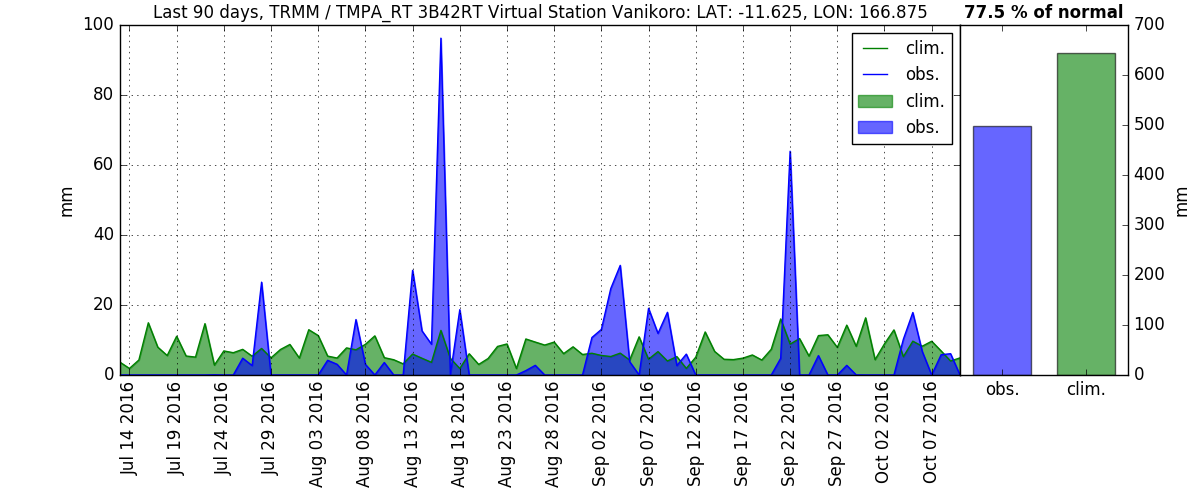 Last 90 days, TRMM / TMPA_RT 3B42RT Virtual Station Vanikoro: LAT: -11.625, LON: 166.875
77.5 % of normal
100
80
60
40
20
0
mm
clim.
obs.
clim.
obs.
700
600
500
400
300
200
100
0
mm
Jul 14 2016
Jul 19 2016
Jul 24 2016
Jul 29 2016
Aug 03 2016
Aug 08 2016
Aug 13 2016
Aug 18 2016
Aug 23 2016
Aug 28 2016
Sep 02 2016
Sep 07 2016
Sep 12 2016
Sep 17 2016
Sep 22 2016
Sep 27 2016
Oct 02 2016
Oct 07 2016
obs.
clim.